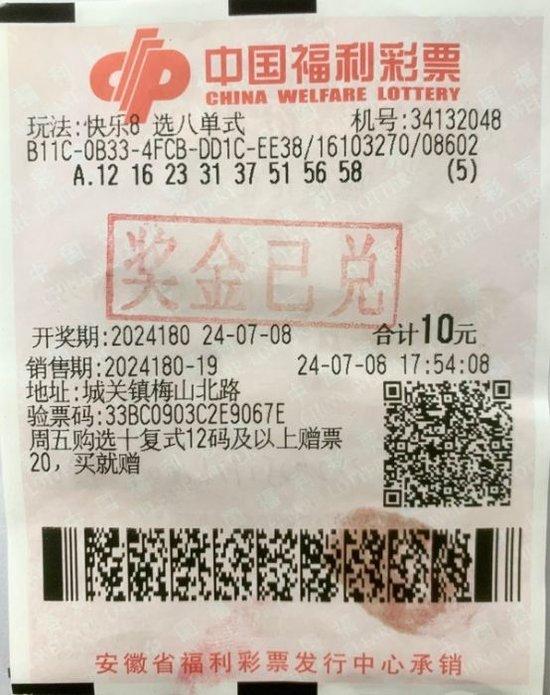 中国福利彩票
CHINA WELFARE LOTTERY
玩法:快乐8 选八单式 机号:34132048
B11C-0B33-4FCB-DD1C-EE38/16103270/08602
A.12 16 23 31 37 51 56 58 (5)
奖金已兑
开奖期:2024180 24-07-08 合计10元
销售期:2024180-19 24-07-08 17:54:08
地址:城关镇梅山北路
验票码:33BC0903C2E9067E
周五购选十复式12码及以上赠票
20，买就赠
安徽省福利彩票发行中心承销